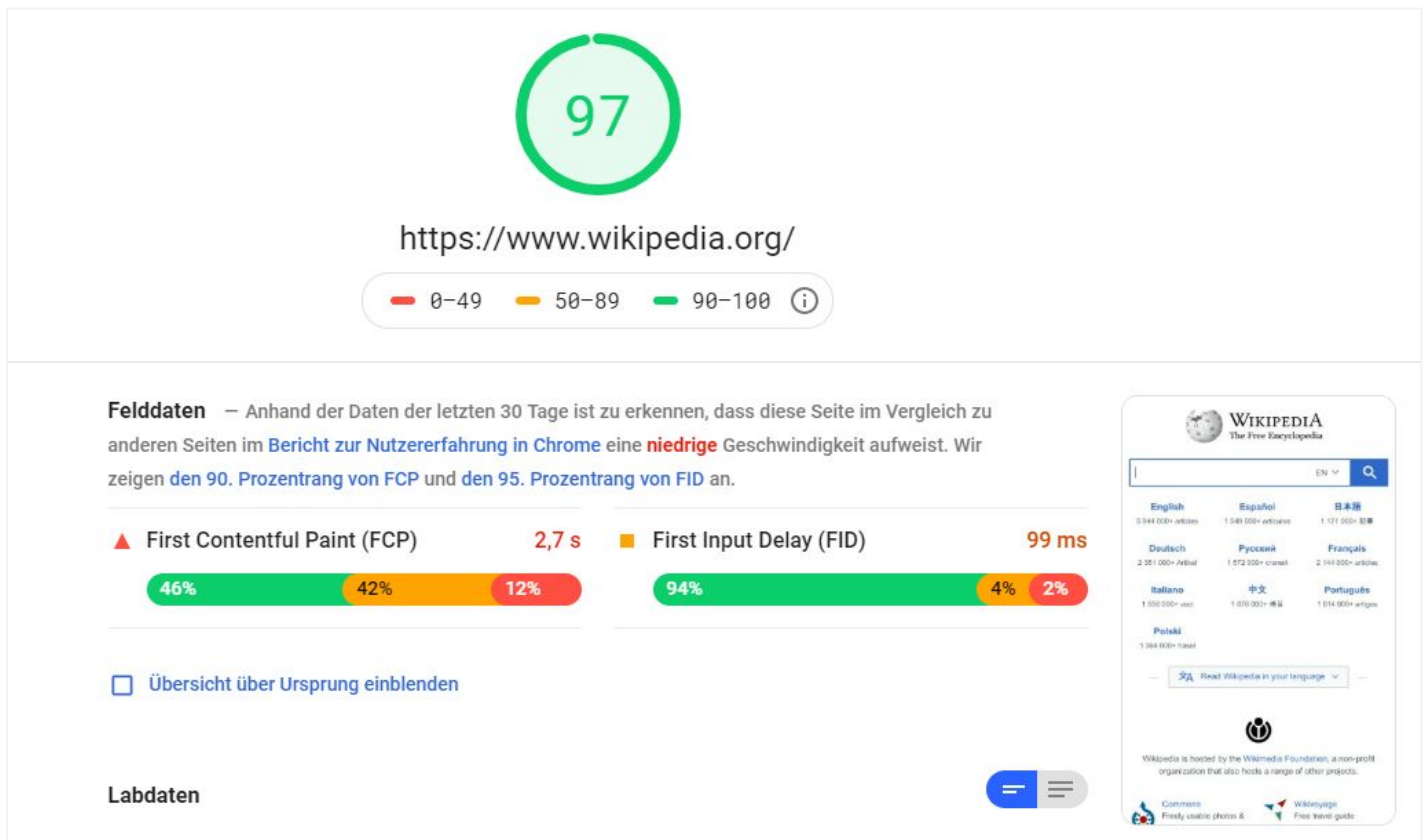 97
https://www.wikipedia.org/
0–49 50–89 90–100
Felddaten — Anhand der Daten der letzten 30 Tage ist zu erkennen, dass diese Seite im Vergleich zu
anderen Seiten im Bericht zur Nutzererfahrung in Chrome eine niedrige Geschwindigkeit aufweist. Wir
zeigen den 90. Prozentrang von FCP und den 95. Prozentrang von FID an.
First Contentful Paint (FCP) 2,7 s
46% 42% 12%
First Input Delay (FID) 99 ms
94% 4% 2%
Übersicht über Ursprung einblenden
Labdaten
WIKIPEDIA
The Free Encyclopedia
EN
English Español 日本語
articles
Deutsch Русский Français
Italiano 中文 Português
Polski
Read Wikipedia in your language
Wikipedia is hosted by the Wikimedia Foundation, a non-profit
organization that also hosts a range of other projects.
Commons
Freely usable photos &
Wikivoyage
Free travel guide